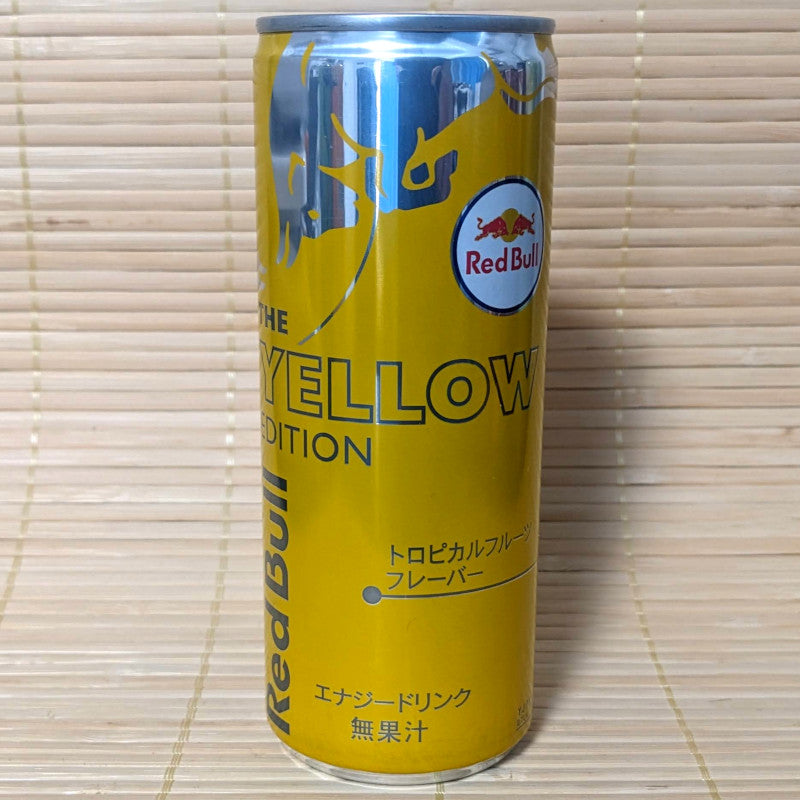 Red Bull
THE
YELLOW
EDITION
Red Bull
トロピカルフルーツ
フレーバー
エナジードリンク
無果汁